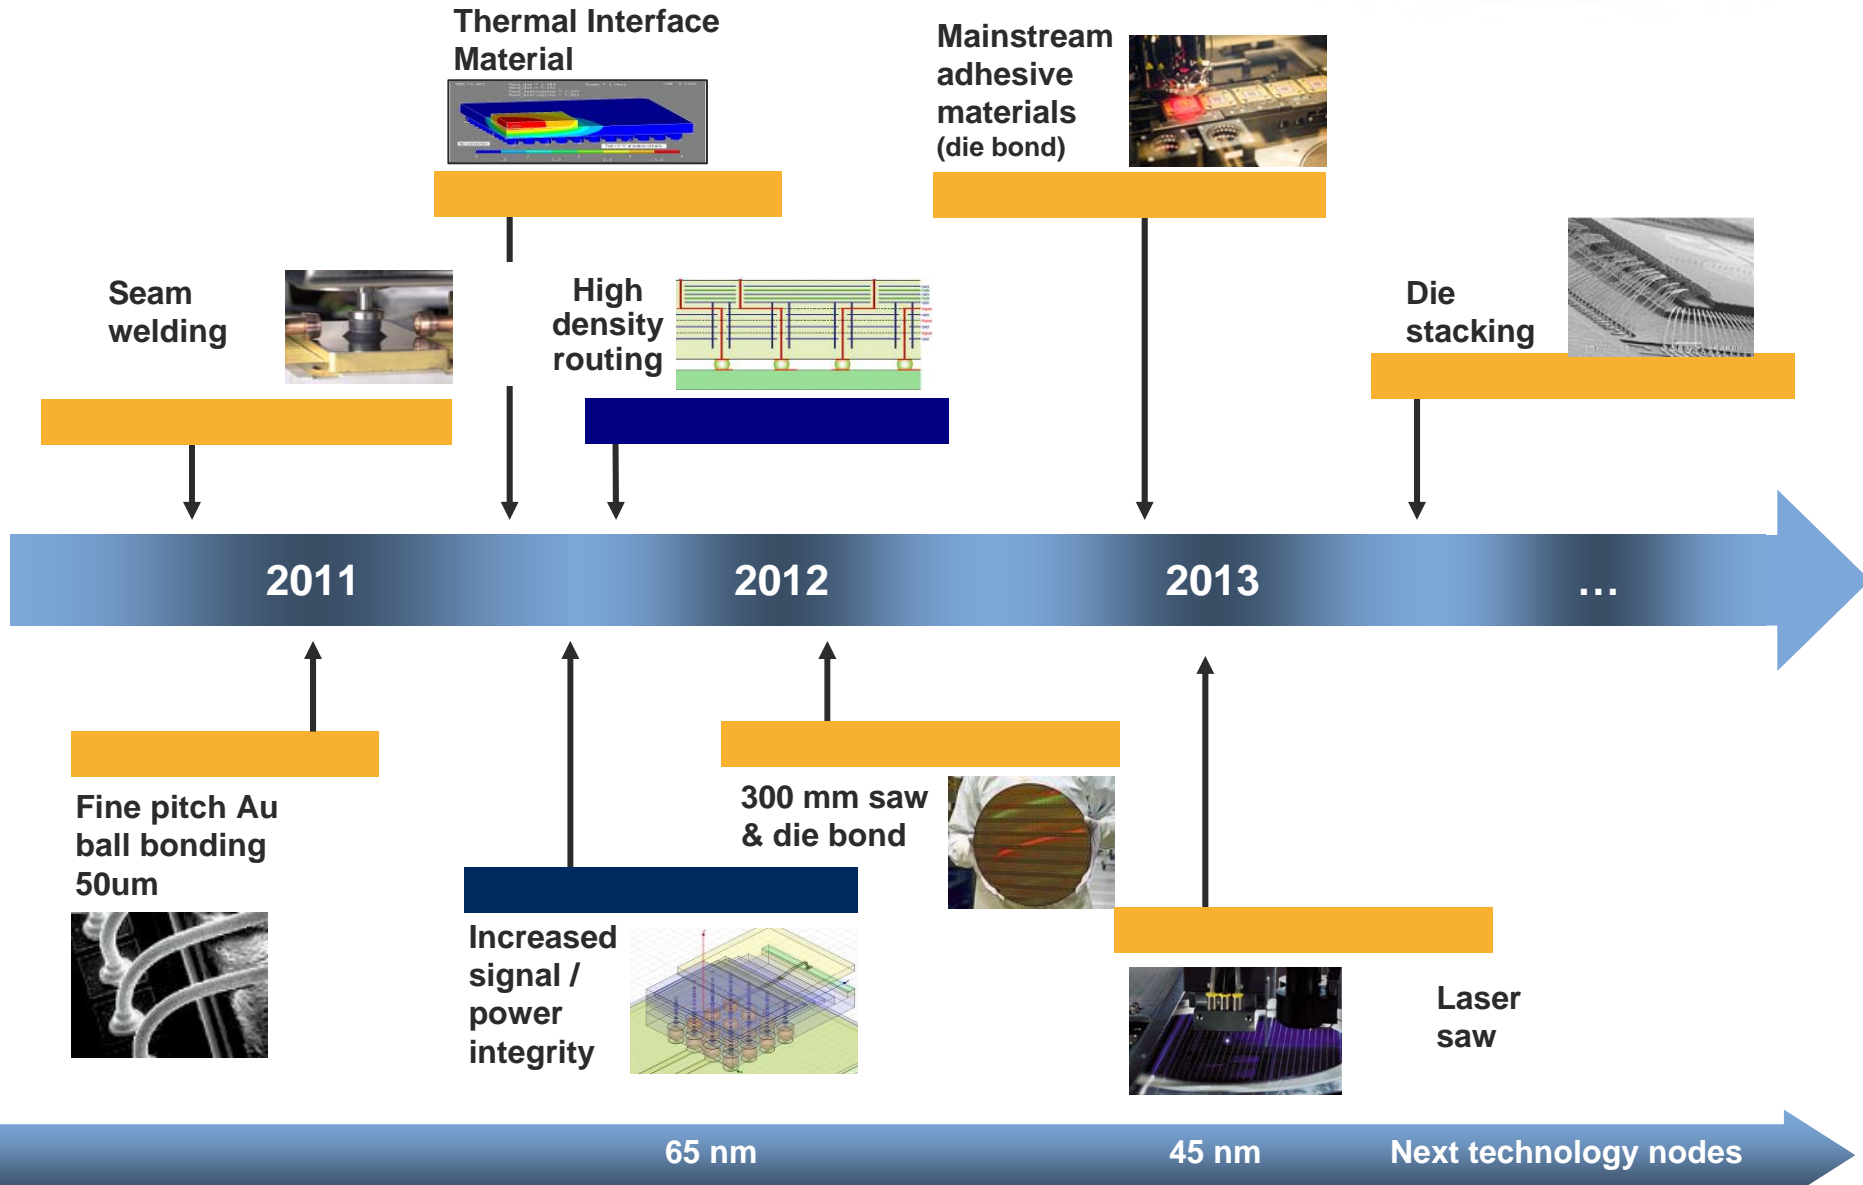 Thermal Interface
Material
Mainstream
adhesive
materials
(die bond)
Seam
welding
High
density
routing
Die
stacking
2011
2012
2013
...
Fine pitch Au
ball bonding
50um
300 mm saw
& die bond
Increased
signal /
power
integrity
Laser
saw
65 nm
45 nm
Next technology nodes